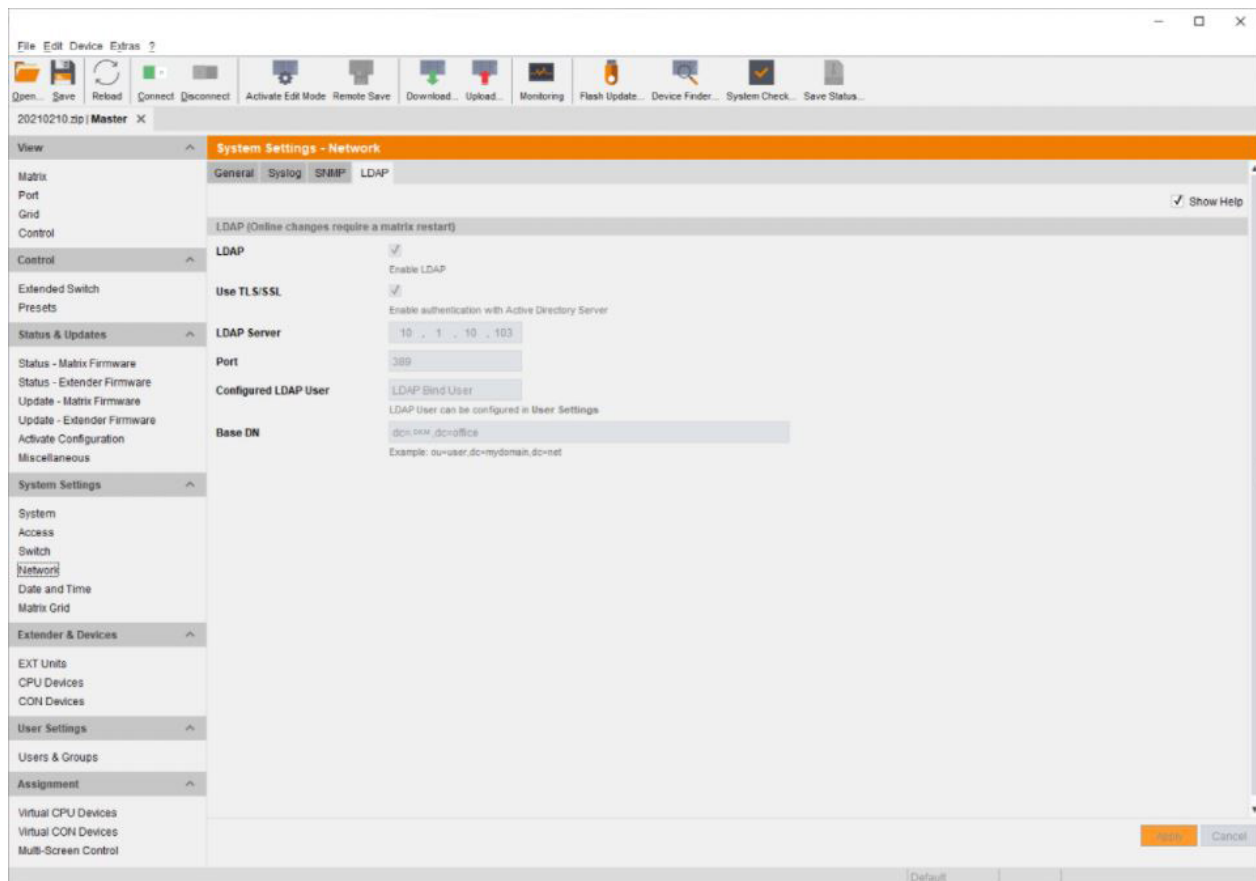 File Edit Device Extras ?
Open... Save Reload Connect Disconnect Activate Edit Mode Remote Save Download... Upload... Monitoring Flash Update... Device Finder... System Check... Save Status...
20210210.zip | Master X
View
Matrix
Port
Grid
Control
Control
Extended Switch
Presets
Status & Updates
Status - Matrix Firmware
Status - Extender Firmware
Update - Matrix Firmware
Update - Extender Firmware
Activate Configuration
Miscellaneous
System Settings
System
Access
Switch
Network
Date and Time
Matrix Grid
Extender & Devices
EXT Units
CPU Devices
CON Devices
User Settings
Users & Groups
Assignment
Virtual CPU Devices
Virtual CON Devices
Multi-Screen Control
System Settings - Network
General Syslog SNMP LDAP
Show Help
LDAP (Online changes require a matrix restart)
LDAP
Enable LDAP
Use TLS/SSL
Enable authentication with Active Directory Server
LDAP Server 10 . 1 . 10 . 103
Port 389
Configured LDAP User LDAP Bind User
LDAP User can be configured in User Settings
Base DN dc= ,dc=office
Example: ou=user,dc=mydomain,dc=net
Apply Cancel
Default